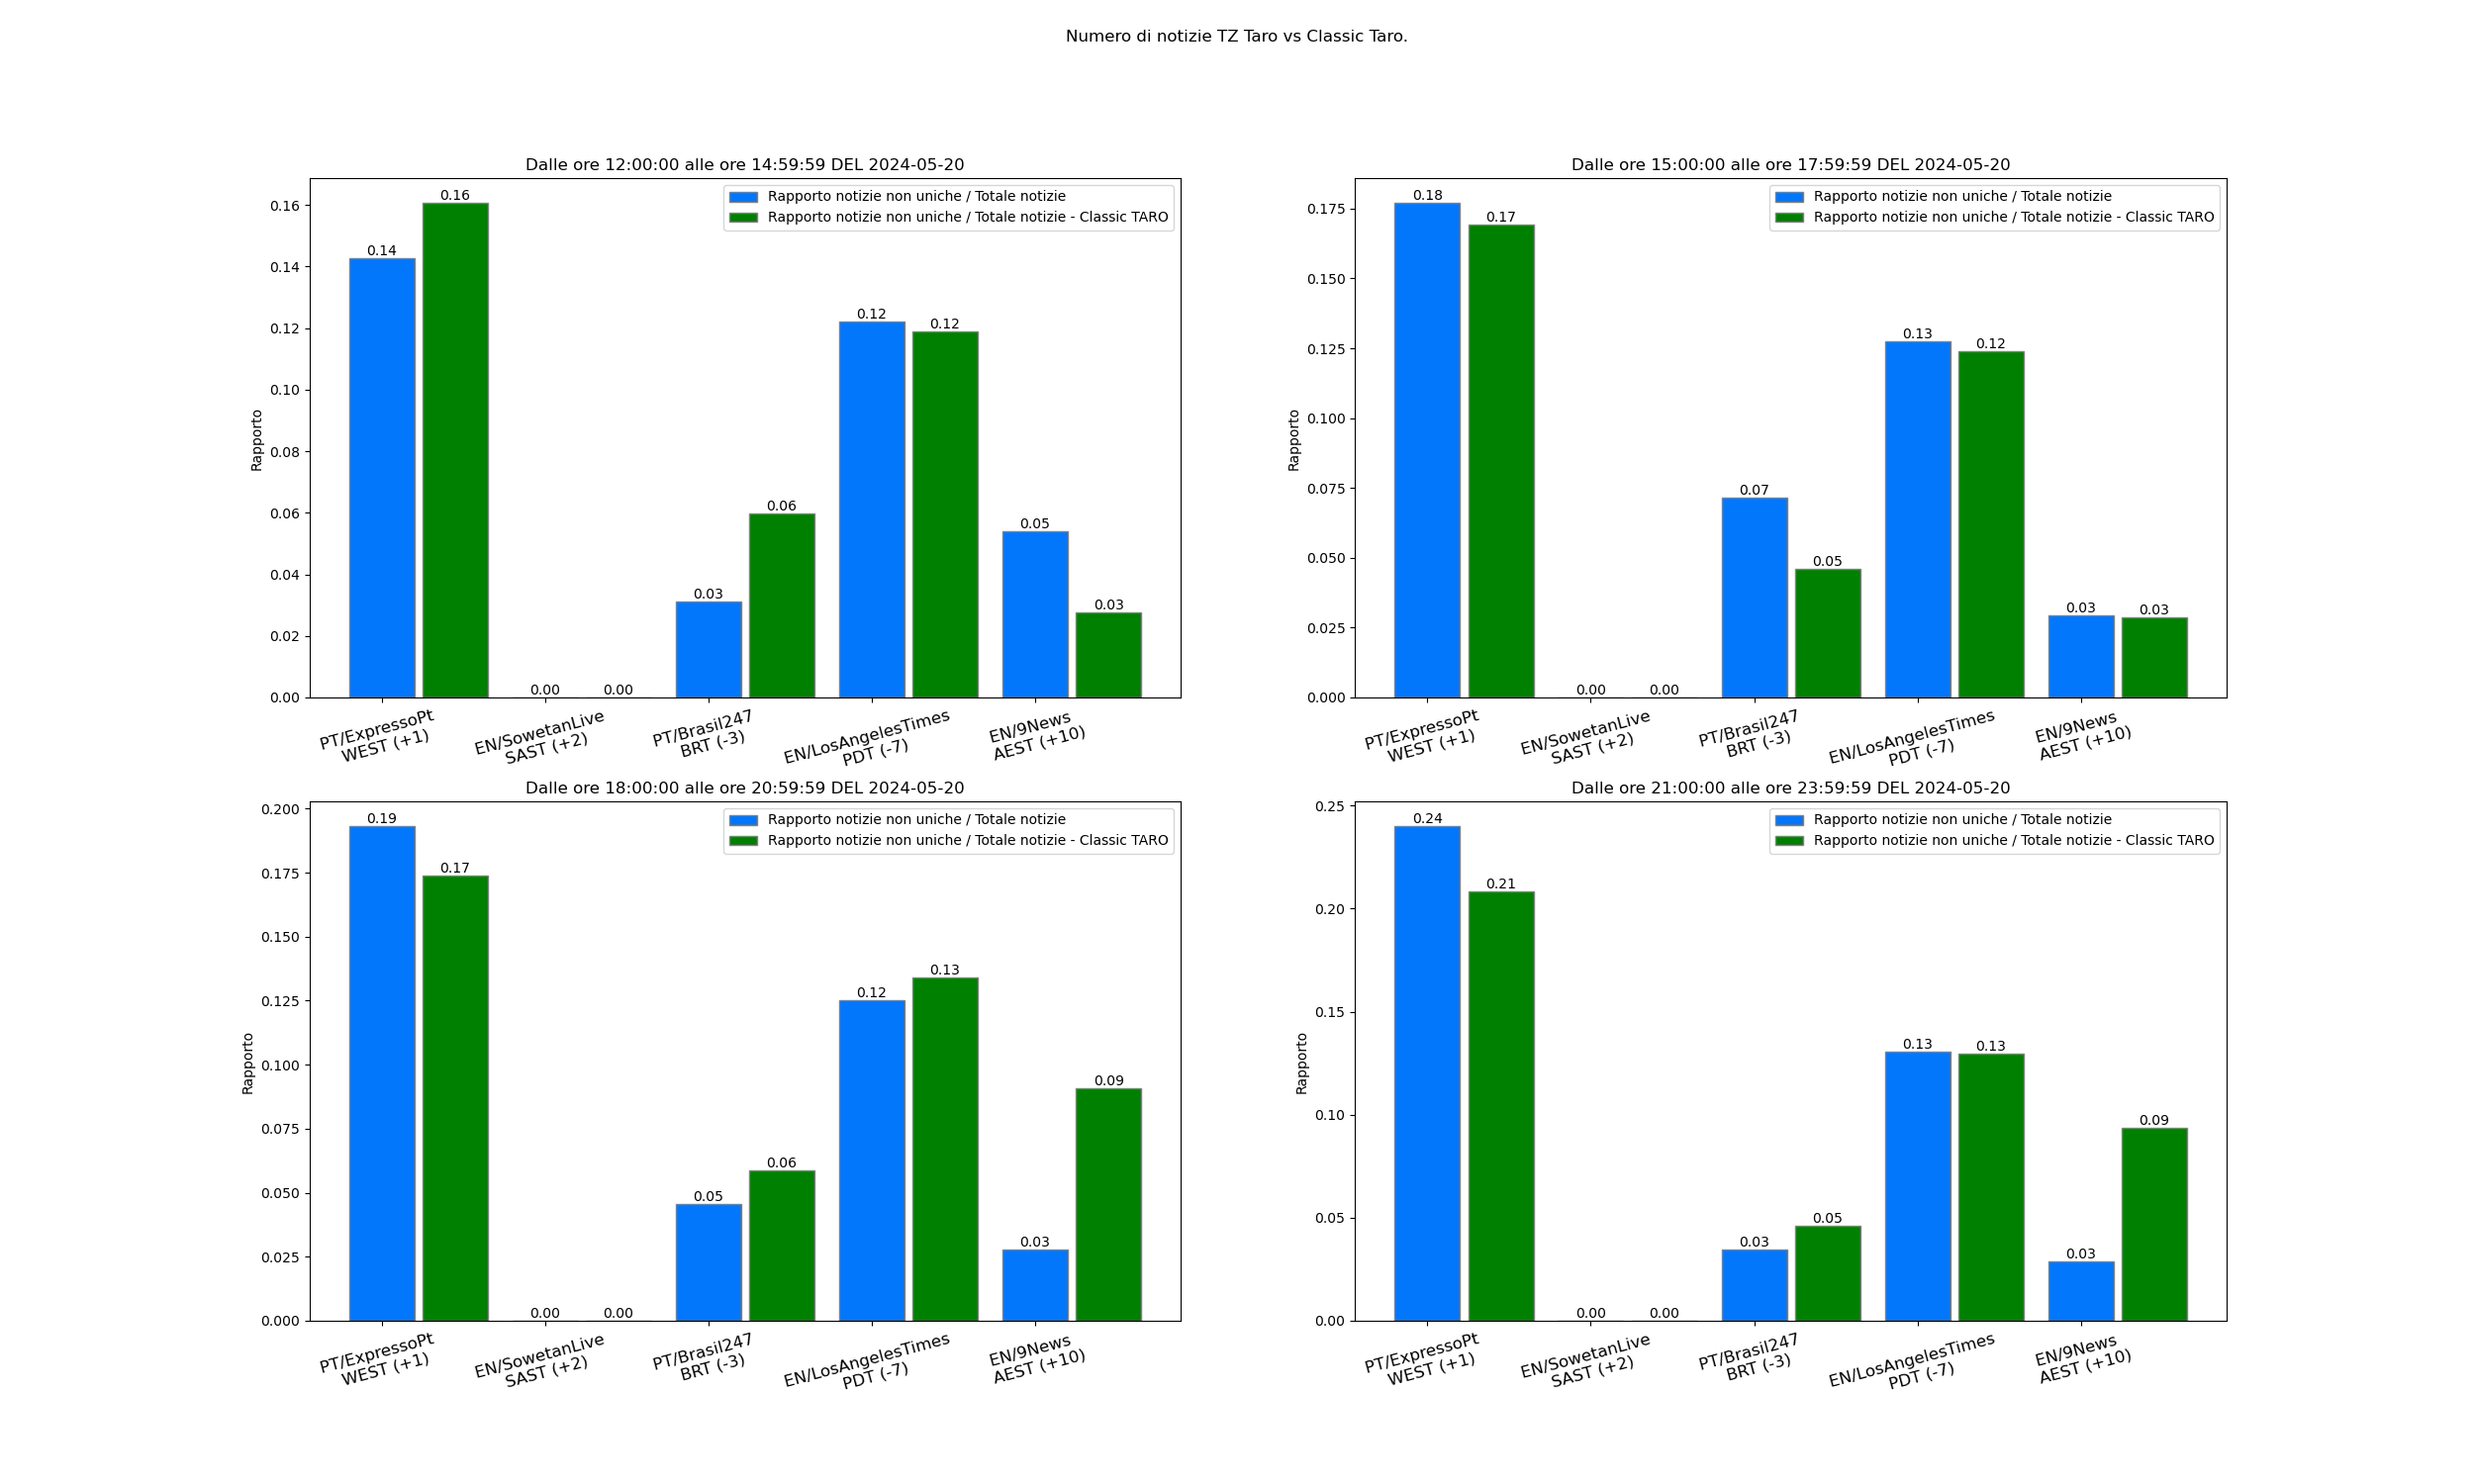 Numero di notizie TZ Taro vs Classic Taro.
Dalle ore 12:00:00 alle ore 14:59:59 DEL 2024-05-20
Rapporto notizie non uniche / Totale notizie
Rapporto notizie non uniche / Totale notizie - Classic TARO
Rapporto
0.16
0.14
0.12
0.10
0.08
0.06
0.04
0.02
0.00
0.14
0.16
0.00
0.00
0.03
0.06
0.12
0.12
0.05
0.03
PT/ExpressoPt
WEST (+1)
EN/SowetanLive
SAST (+2)
PT/Brasil247
BRT (-3)
EN/LosAngelesTimes
PDT (-7)
EN/9News
AEST (+10)
Dalle ore 15:00:00 alle ore 17:59:59 DEL 2024-05-20
Rapporto notizie non uniche / Totale notizie
Rapporto notizie non uniche / Totale notizie - Classic TARO
Rapporto
0.175
0.150
0.125
0.100
0.075
0.050
0.025
0.000
0.18
0.17
0.00
0.00
0.07
0.05
0.13
0.12
0.03
0.03
PT/ExpressoPt
WEST (+1)
EN/SowetanLive
SAST (+2)
PT/Brasil247
BRT (-3)
EN/LosAngelesTimes
PDT (-7)
EN/9News
AEST (+10)
Dalle ore 18:00:00 alle ore 20:59:59 DEL 2024-05-20
Rapporto notizie non uniche / Totale notizie
Rapporto notizie non uniche / Totale notizie - Classic TARO
Rapporto
0.200
0.175
0.150
0.125
0.100
0.075
0.050
0.025
0.000
0.19
0.17
0.00
0.00
0.05
0.06
0.12
0.13
0.03
0.09
PT/ExpressoPt
WEST (+1)
EN/SowetanLive
SAST (+2)
PT/Brasil247
BRT (-3)
EN/LosAngelesTimes
PDT (-7)
EN/9News
AEST (+10)
Dalle ore 21:00:00 alle ore 23:59:59 DEL 2024-05-20
Rapporto notizie non uniche / Totale notizie
Rapporto notizie non uniche / Totale notizie - Classic TARO
Rapporto
0.25
0.20
0.15
0.10
0.05
0.00
0.24
0.21
0.00
0.00
0.03
0.05
0.13
0.13
0.03
0.09
PT/ExpressoPt
WEST (+1)
EN/SowetanLive
SAST (+2)
PT/Brasil247
BRT (-3)
EN/LosAngelesTimes
PDT (-7)
EN/9News
AEST (+10)